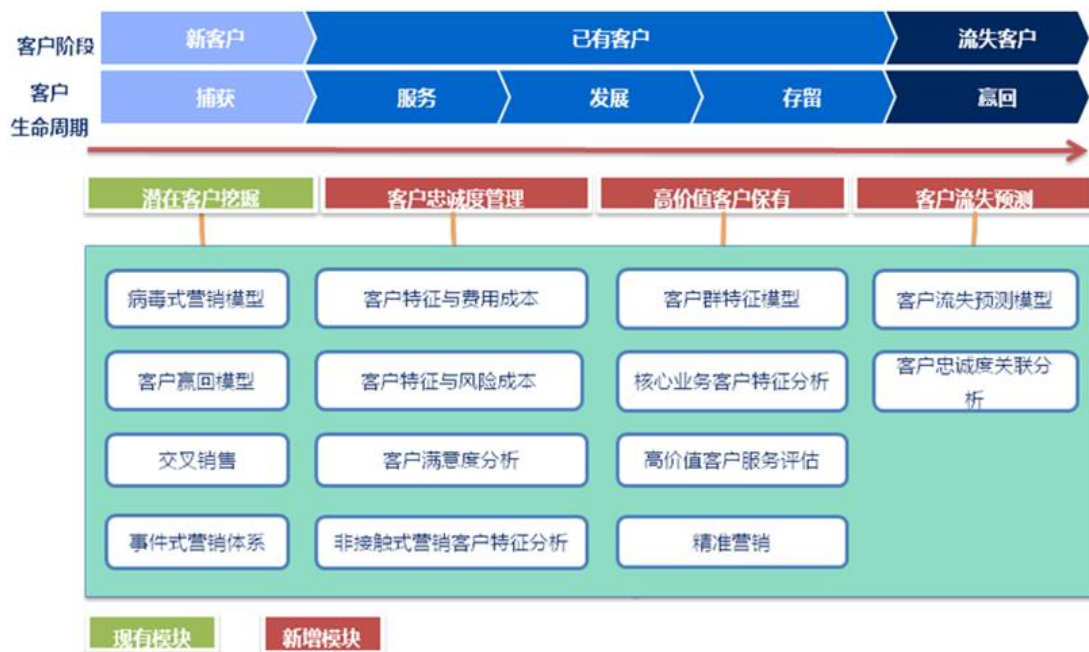 客户阶段
新客户
已有客户
流失客户
客户
生命周期
捕获
服务
发展
存留
赢回
潜在客户挖掘
客户忠诚度管理
高价值客户保有
客户流失预测
病毒式营销模型
客户特征与费用成本
客户群特征模型
客户流失预测模型
客户赢回模型
客户特征与风险成本
核心业务客户特征分析
客户忠诚度关联分
析
交叉销售
客户满意度分析
高价值客户服务评估
事件式营销体系
非接触式营销客户特征分析
精准营销
现有模块
新增模块